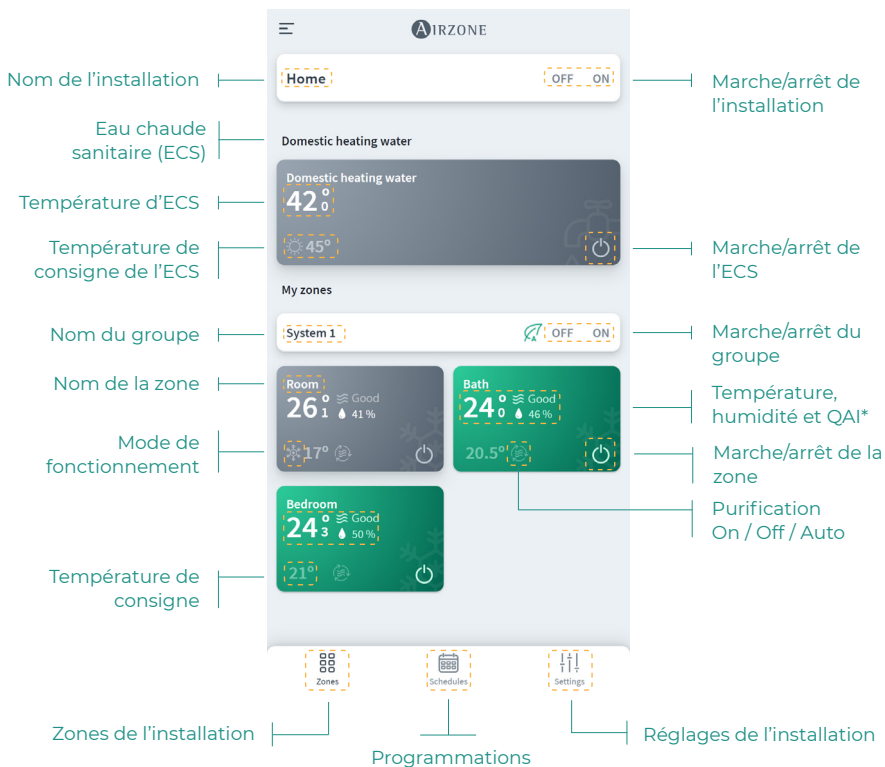 AIRZONE
Nom de l'installation
Home
OFF ON
Marche/arrêt de
l'installation
Eau chaude
sanitaire (ECS)
Domestic heating water
Domestic heating water
Température d'ECS
42°0
Température de
consigne de l'ECS
45°
Marche/arrêt de
l'ECS
My zones
Nom du groupe
System 1
OFF ON
Marche/arrêt du
groupe
Nom de la zone
Room
26°1
Good
41 %
Bath
24°0
Good
46 %
Température,
humidité et QAI*
Mode de
fonctionnement
17°
20.5°
Marche/arrêt de la
zone
Purification
On / Off / Auto
Bedroom
24°3
Good
50 %
Température de
consigne
21°
Zones
Schedules
Settings
Zones de l'installation
Programmations
Réglages de l'installation